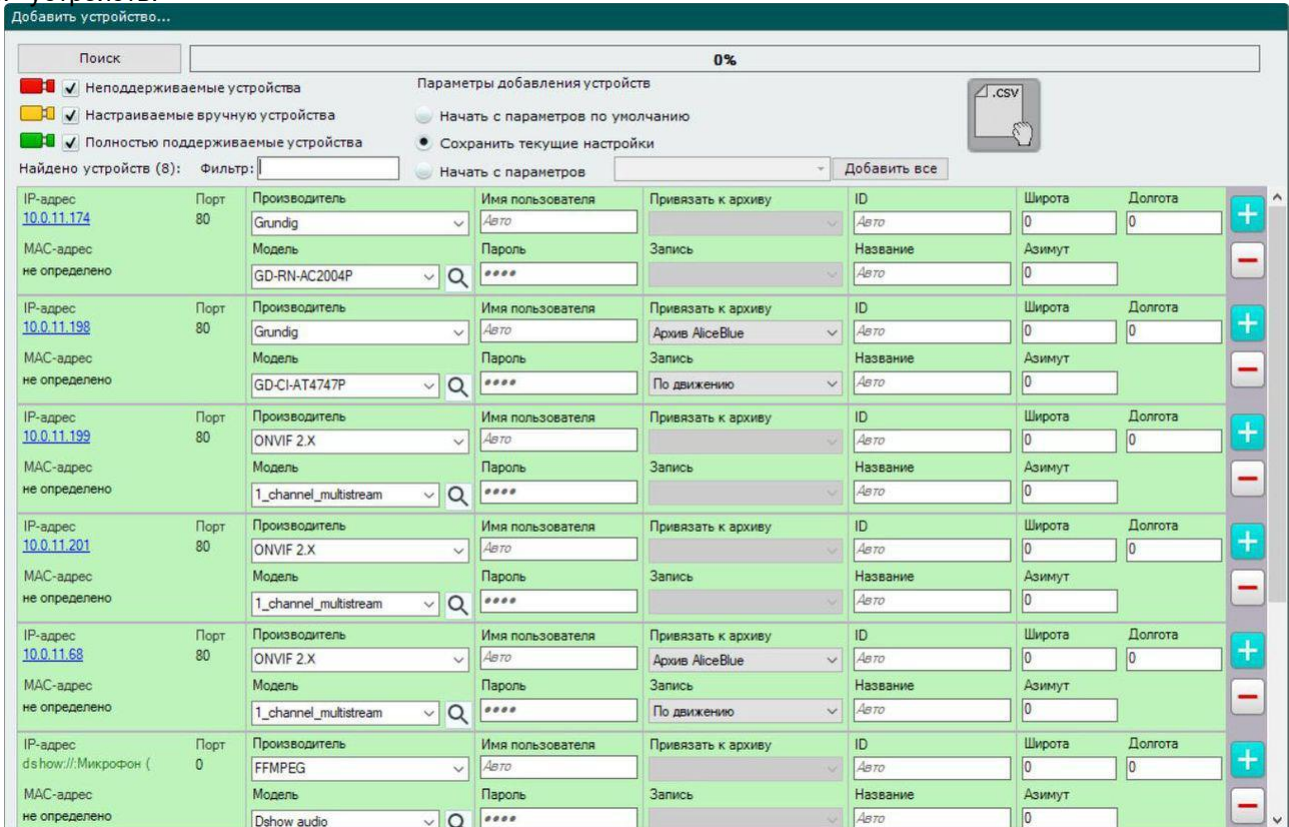 Добавить устройство...
Поиск 0%
Неподдерживаемые устройства Параметры добавления устройств .csv
Настраиваемые вручную устройства Начать с параметров по умолчанию
Полностью поддерживаемые устройства Сохранить текущие настройки
Найдено устройств (8): Фильтр: Начать с параметров Добавить все
IP-адрес Порт Производитель Имя пользователя Привязать к архиву ID Широта Долгота
10.0.11.174 80 Grundig Авто Авто 0 0
MAC-адрес Модель Пароль Запись Название Азимут
не определено GD-RN-AC2004P **** Авто 0
IP-адрес Порт Производитель Имя пользователя Привязать к архиву ID Широта Долгота
10.0.11.198 80 Grundig Авто Архив AliceBlue Авто 0 0
MAC-адрес Модель Пароль Запись Название Азимут
не определено GD-CI-AT4747P **** По движению Авто 0
IP-адрес Порт Производитель Имя пользователя Привязать к архиву ID Широта Долгота
10.0.11.199 80 ONVIF 2.X Авто Авто 0 0
MAC-адрес Модель Пароль Запись Название Азимут
не определено 1_channel_multistream **** Авто 0
IP-адрес Порт Производитель Имя пользователя Привязать к архиву ID Широта Долгота
10.0.11.201 80 ONVIF 2.X Авто Авто 0 0
MAC-адрес Модель Пароль Запись Название Азимут
не определено 1_channel_multistream **** Авто 0
IP-адрес Порт Производитель Имя пользователя Привязать к архиву ID Широта Долгота
10.0.11.68 80 ONVIF 2.X Авто Архив AliceBlue Авто 0 0
MAC-адрес Модель Пароль Запись Название Азимут
не определено 1_channel_multistream **** По движению Авто 0
IP-адрес Порт Производитель Имя пользователя Привязать к архиву ID Широта Долгота
dshow://:Микрофон ( 0 FFMPEG Авто Авто 0 0
MAC-адрес Модель Пароль Запись Название Азимут
не определено Dshow audio **** Авто 0